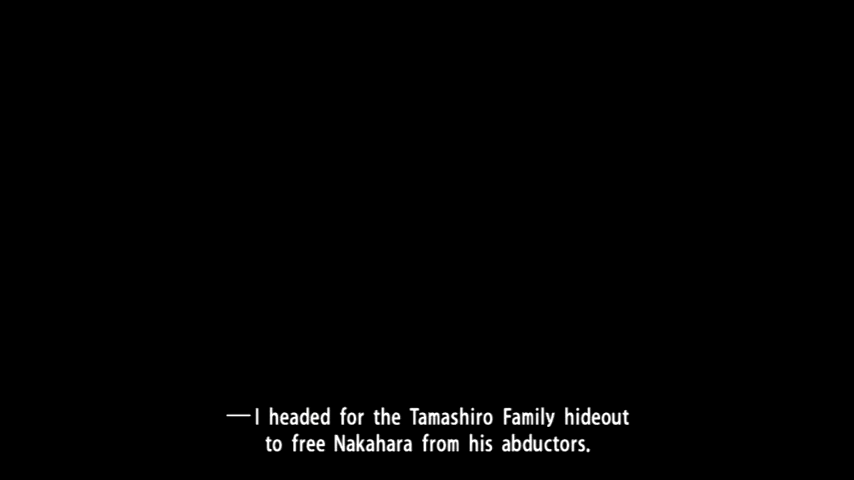 —I headed for the Tamashiro Family hideout
to free Nakahara from his abductors.